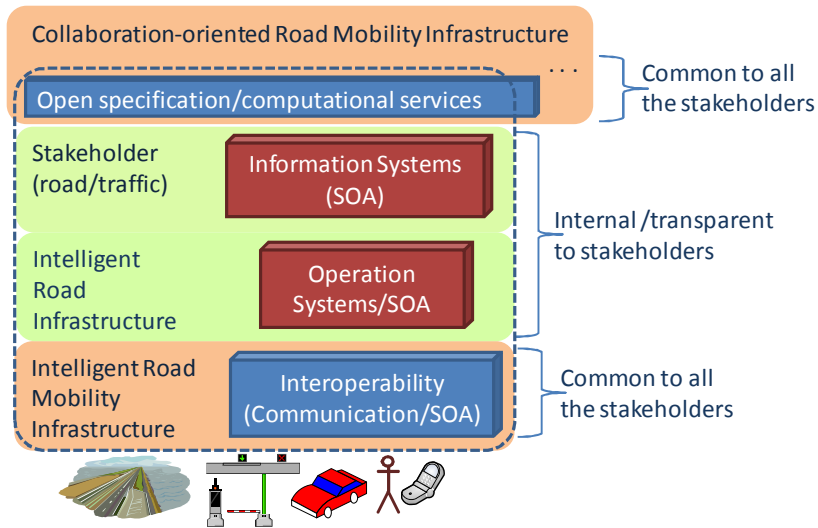 Collaboration-oriented Road Mobility Infrastructure
. . .
Open specification/computational services
Common to all
the stakeholders
Stakeholder
(road/traffic)
Information Systems
(SOA)
Internal/transparent
to stakeholders
Intelligent
Road
Infrastructure
Operation
Systems/SOA
Intelligent Road
Mobility
Infrastructure
Interoperability
(Communication/SOA)
Common to all
the stakeholders